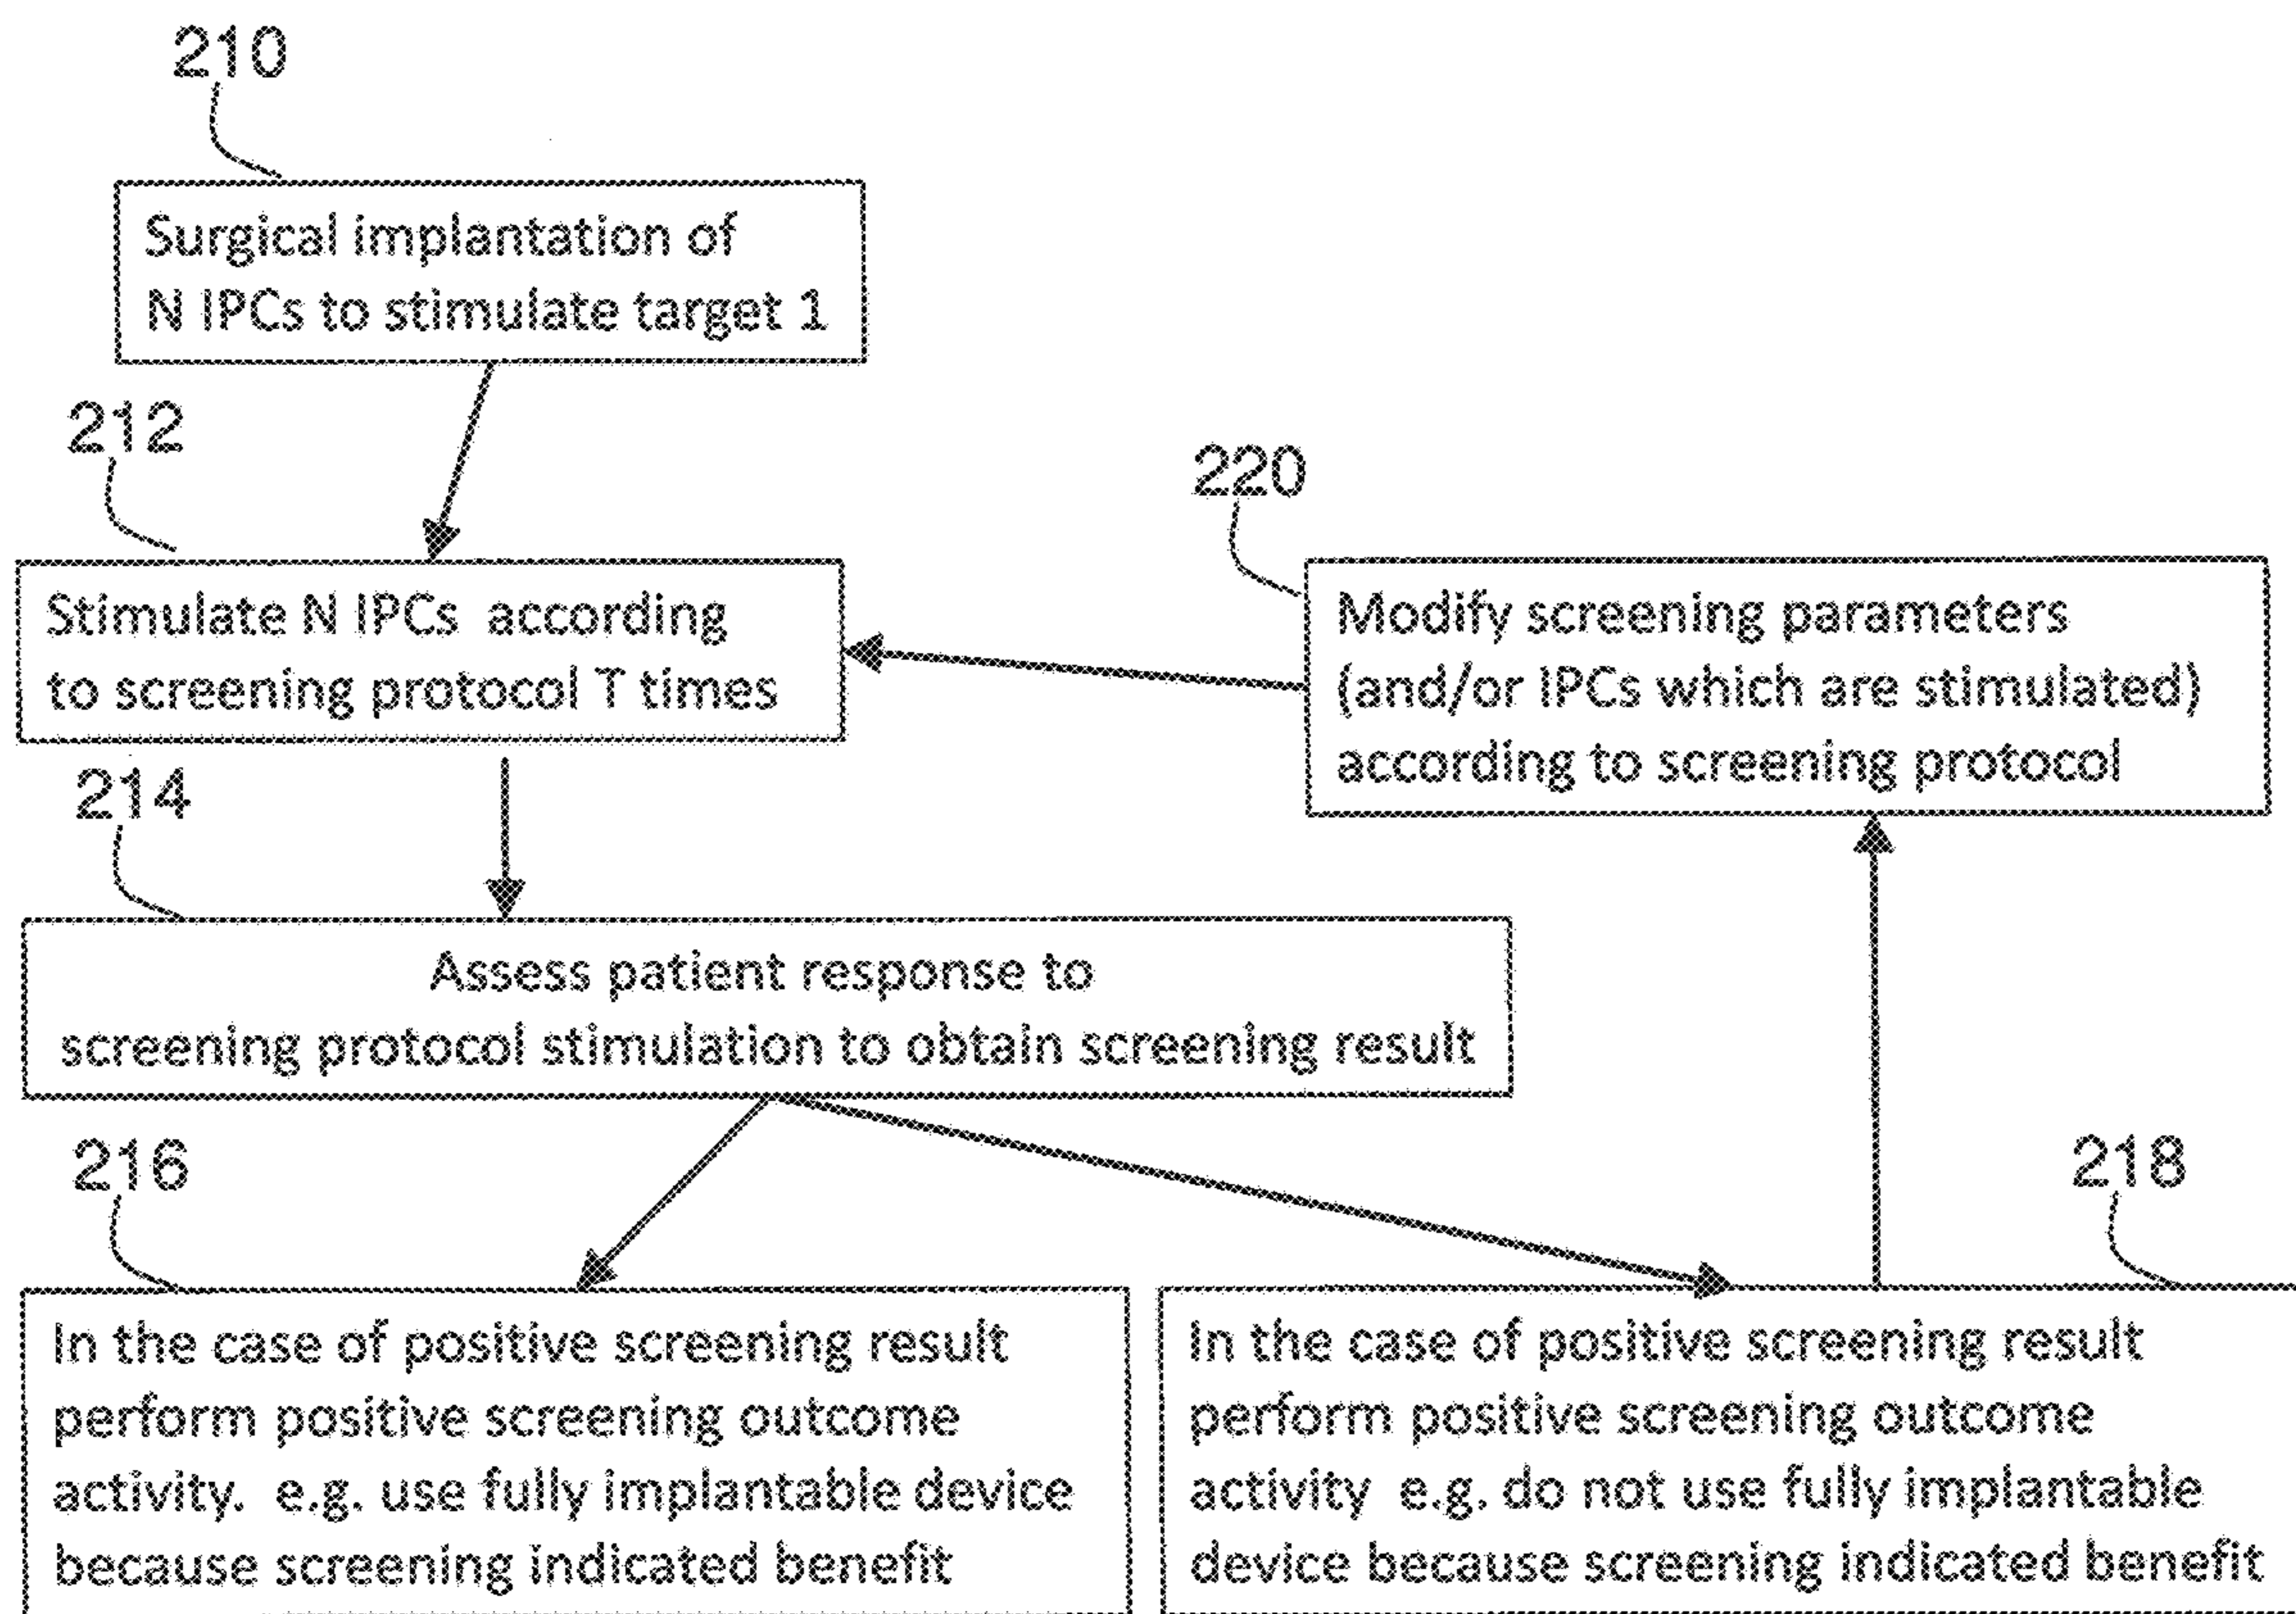 210
Surgical implantation of
N IPCs to stimulate target 1
212
Stimulate N IPCs according
to screening protocol T times
220
Modify screening parameters
(and/or IPCs which are stimulated)
according to screening protocol
214
Assess patient response to
screening protocol stimulation to obtain screening result
216
In the case of positive screening result
perform positive screening outcome
activity. e.g. use fully implantable device
because screening indicated benefit
218
In the case of positive screening result
perform positive screening outcome
activity e.g. do not use fully implantable
device because screening indicated benefit